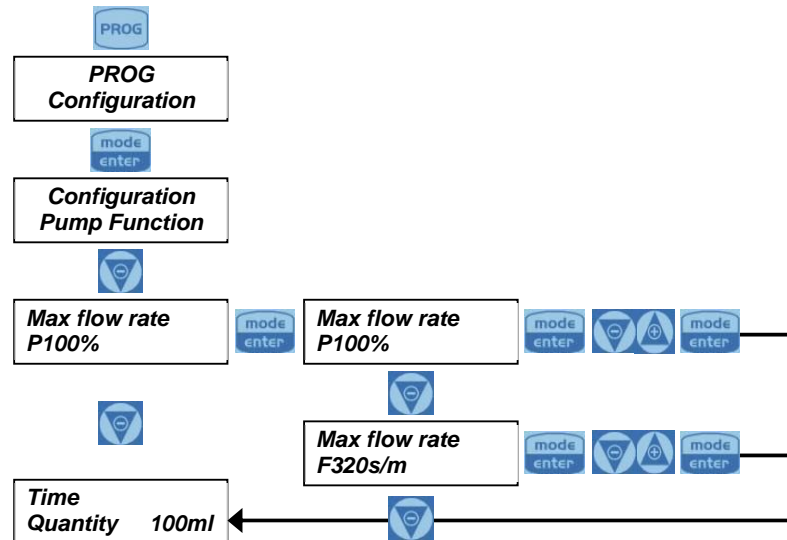 PROG
PROG
Configuration
mode
enter
Configuration
Pump Function
Max flow rate
P100%
mode
enter
Max flow rate
P100%
mode
enter
mode
enter
Max flow rate
F320s/m
mode
enter
mode
enter
Time
Quantity 100ml